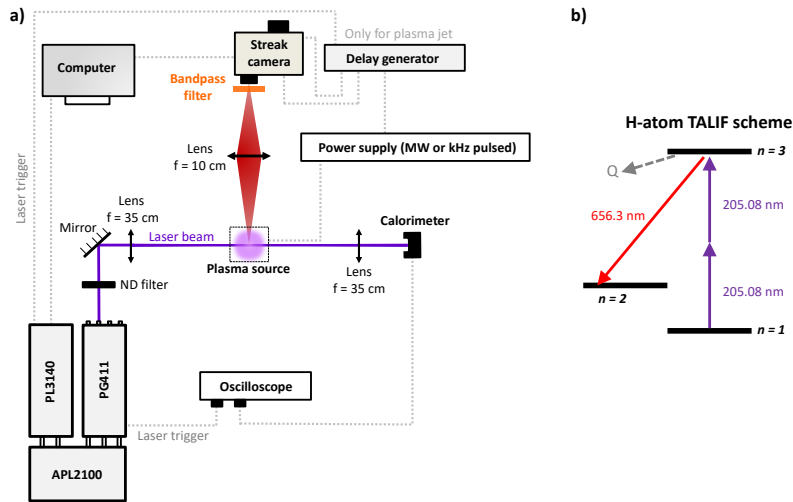 a)
Computer
Streak
camera
Only for plasma jet
Delay generator
Bandpass
filter
Lens
f = 10 cm
Power supply (MW or kHz pulsed)
Laser trigger
Lens
f = 35 cm
Mirror
Laser beam
Calorimeter
Plasma source
Lens
f = 35 cm
ND filter
PL3140
PG411
Oscilloscope
Laser trigger
APL2100
b)
H-atom TALIF scheme
n = 3
Q
656.3 nm
205.08 nm
n = 2
205.08 nm
n = 1